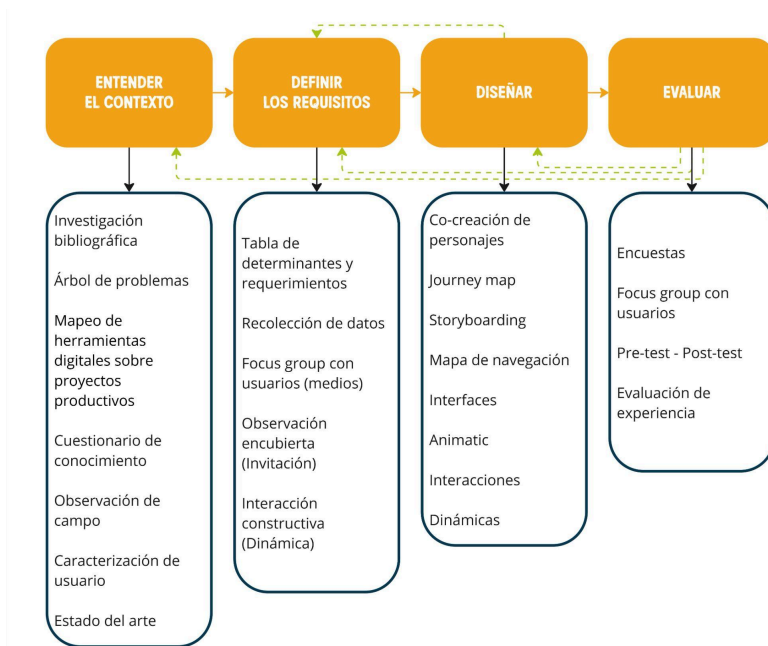 ENTENDER
EL CONTEXTO
DEFINIR
LOS REQUISITOS
DISEÑAR
EVALUAR
Investigación
bibliográfica
Árbol de problemas
Mapeo de
herramientas
digitales sobre
proyectos
productivos
Cuestionario de
conocimiento
Observación de
campo
Caracterización de
usuario
Estado del arte
Tabla de
determinantes y
requerimientos
Recolección de datos
Focus group con
usuarios (medios)
Observación
encubierta
(Invitación)
Interacción
constructiva
(Dinámica)
Co-creación de
personajes
Journey map
Storyboarding
Mapa de navegación
Interfaces
Animatic
Interacciones
Dinámicas
Encuestas
Focus group con
usuarios
Pre-test - Post-test
Evaluación de
experiencia